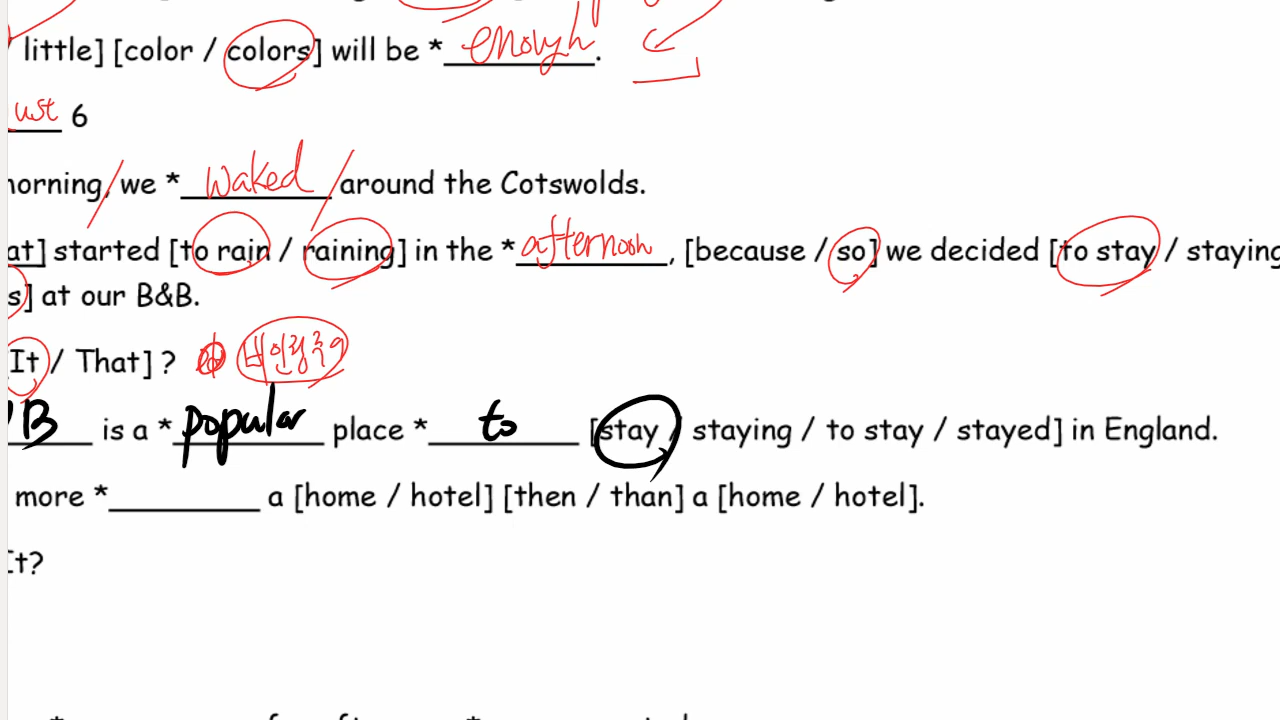 little] [color / colors] will be * enough.
ust 6
morning, we * waked around the Cotswolds.
at] started [to rain / raining] in the * afternoon, [because / so] we decided [to stay / staying
s] at our B&B.
It / That] ? 비인칭주어
B is a * popular place * to [stay / staying / to stay / stayed] in England.
more * a [home / hotel] [then / than] a [home / hotel].
It?